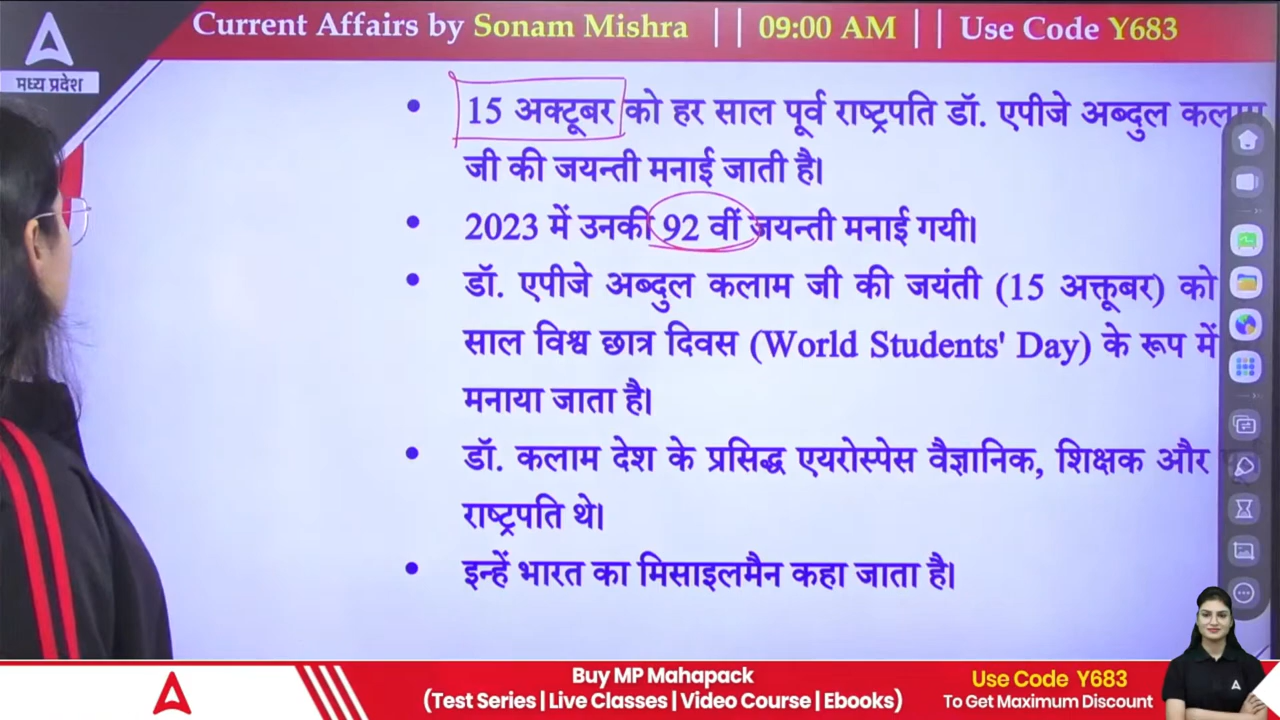 Current Affairs by Sonam Mishra || 09:00 AM || Use Code Y683
मध्य प्रदेश
• 15 अक्टूबर को हर साल पूर्व राष्ट्रपति डॉ. एपीजे अब्दुल कलाम
जी की जयन्ती मनाई जाती है।
• 2023 में उनकी 92 वीं जयन्ती मनाई गयी।
• डॉ. एपीजे अब्दुल कलाम जी की जयंती (15 अक्तूबर) को
साल विश्व छात्र दिवस (World Students' Day) के रूप में
मनाया जाता है।
• डॉ. कलाम देश के प्रसिद्ध एयरोस्पेस वैज्ञानिक, शिक्षक और
राष्ट्रपति थे।
• इन्हें भारत का मिसाइलमैन कहा जाता है।
Buy MP Mahapack
(Test Series | Live Classes | Video Course | Ebooks)
Use Code Y683
To Get Maximum Discount